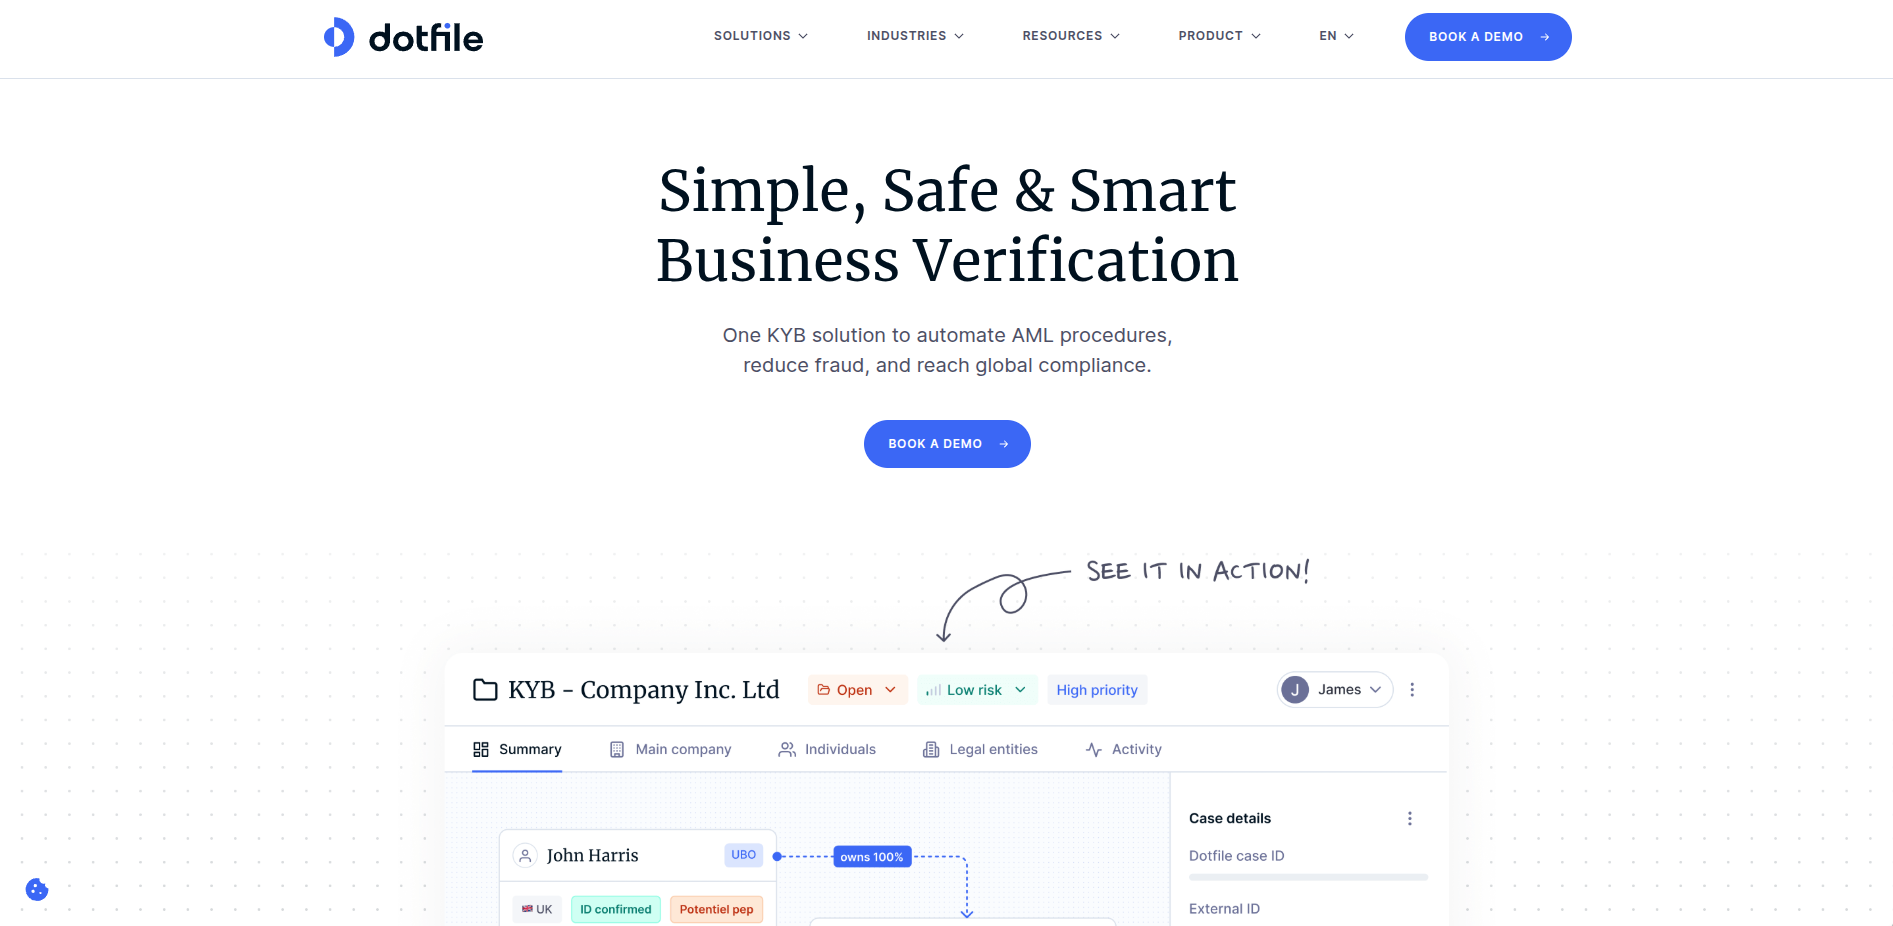 dotfile
SOLUTIONS
INDUSTRIES
RESOURCES
PRODUCT
EN
BOOK A DEMO
Simple, Safe & Smart
Business Verification
One KYB solution to automate AML procedures,
reduce fraud, and reach global compliance.
BOOK A DEMO
SEE IT IN ACTION!
KYB - Company Inc. Ltd
Open
Low risk
High priority
J
James
Summary
Main company
Individuals
Legal entities
Activity
Case details
John Harris
UBO
owns 100%
Dotfile case ID
UK
ID confirmed
Potentiel pep
External ID